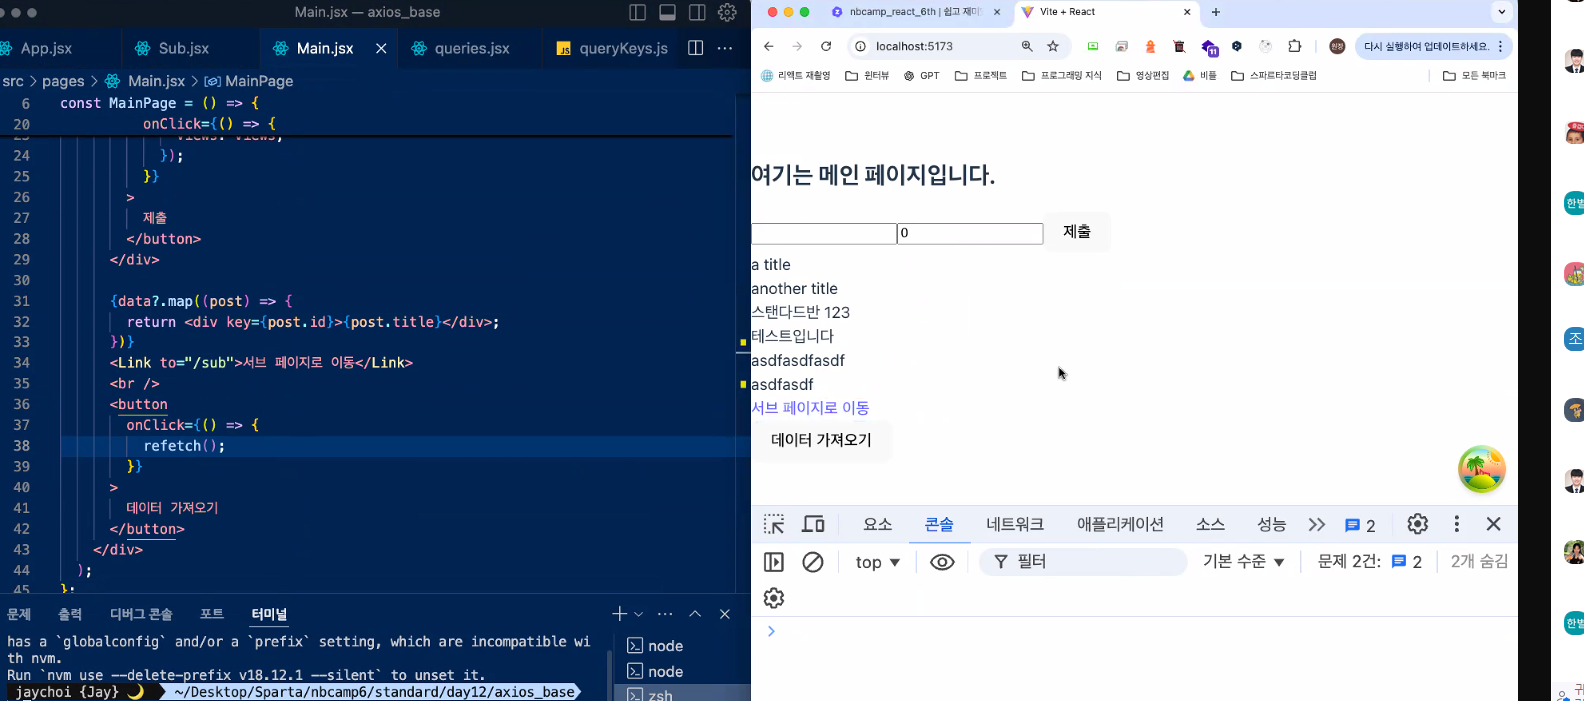 Main.jsx — axios_base
App.jsx
Sub.jsx
Main.jsx
queries.jsx
JS queryKeys.js
src > pages > Main.jsx > MainPage
6 const MainPage = () => {
20 onClick={() => {
24 });
25 }}
26 >
27 제출
28 </button>
29 </div>
30
31 {data?.map((post) => {
32 return <div key={post.id}>{post.title}</div>;
33 })}
34 <Link to="/sub">서브 페이지로 이동</Link>
35 <br />
36 <button
37 onClick={() => {
38 refetch();
39 }}
40 >
41 데이터 가져오기
42 </button>
43 </div>
44 );
45 };
문제 출력 디버그 콘솔 포트 터미널
has a `globalconfig` and/or a `prefix` setting, which are incompatible wi
th nvm.
Run `nvm use --delete-prefix v18.12.1 --silent` to unset it.
jaychoi {Jay} 🌙 ~/Desktop/Sparta/nbcamp6/standard/day12/axios_base
node
node
zsh
nbcamp_react_6th | 쉽고 재미
Vite + React
localhost:5173
11
원장
다시 실행하여 업데이트하세요.
리액트 재촬영
윈터뷰
GPT
프로젝트
프로그래밍 지식
영상편집
비플
스파르타코딩클럽
모든 북마크
여기는 메인 페이지입니다.
0 제출
a title
another title
스탠다드반 123
테스트입니다
asdfasdfasdf
asdfasdf
서브 페이지로 이동
데이터 가져오기
요소 콘솔 네트워크 애플리케이션 소스 성능 >> 2
top 필터 기본 수준 문제 2건: 2 2개 숨김
>
한별
조
한별